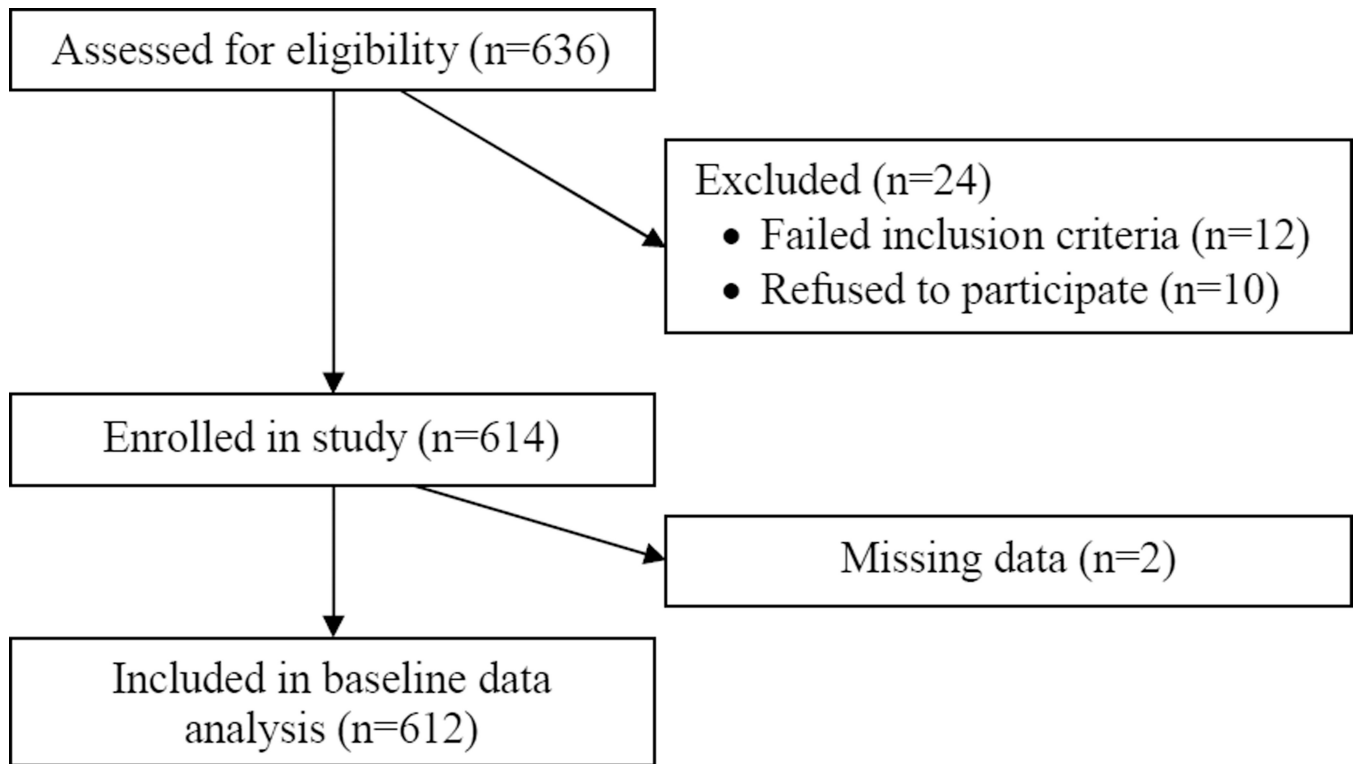 Assessed for eligibility (n=636)
Excluded (n=24)
• Failed inclusion criteria (n=12)
• Refused to participate (n=10)
Enrolled in study (n=614)
Missing data (n=2)
Included in baseline data
analysis (n=612)